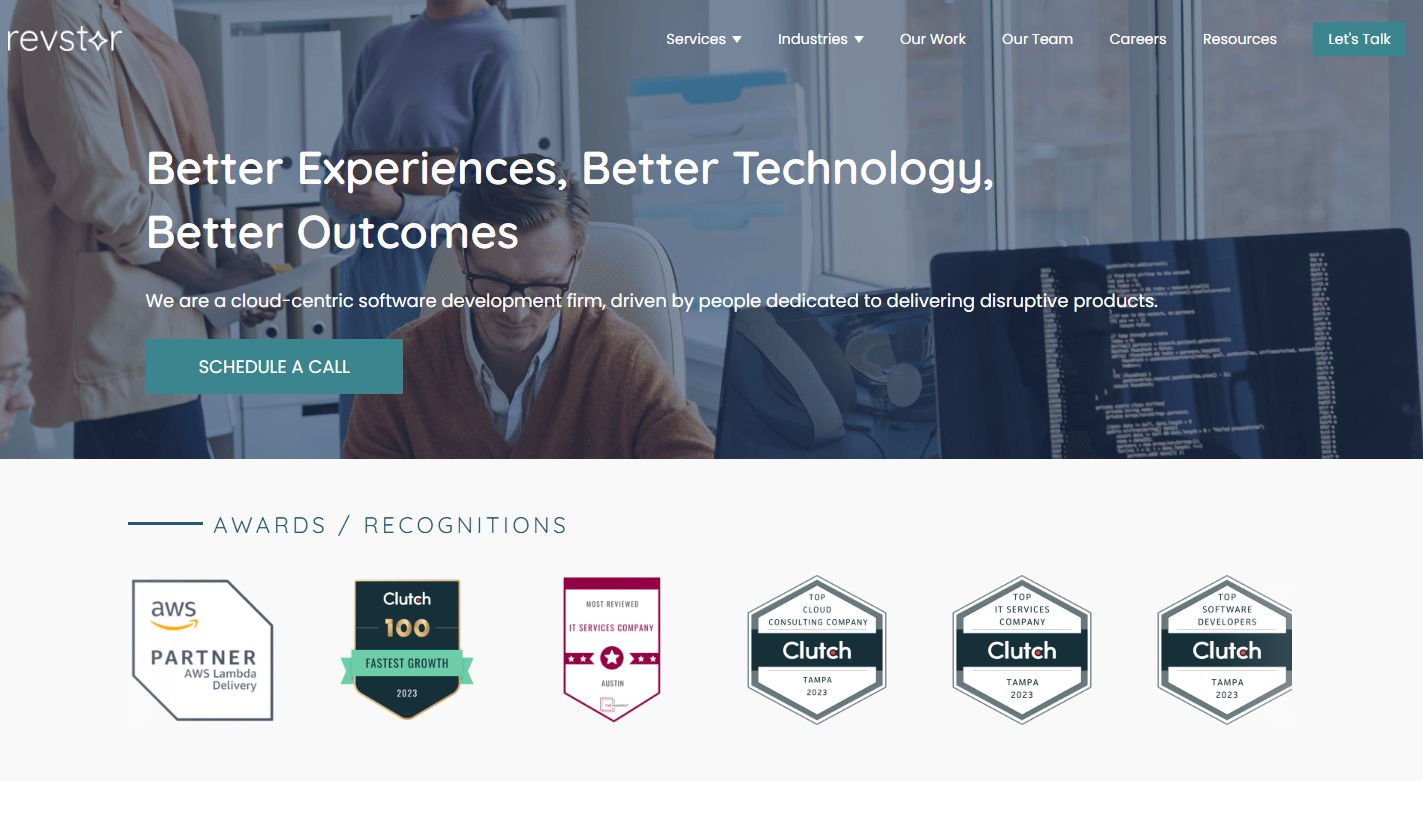 revstar
Services
Industries
Our Work
Our Team
Careers
Resources
Let's Talk
Better Experiences, Better Technology,
Better Outcomes
We are a cloud-centric software development firm, driven by people dedicated to delivering disruptive products.
SCHEDULE A CALL
AWARDS / RECOGNITIONS
aws
PARTNER
AWS Lambda
Delivery
Clutch
100
FASTEST GROWTH
2023
MOST REVIEWED
IT SERVICES COMPANY
AUSTIN
THE MANIFEST
TOP
CLOUD
CONSULTING COMPANY
Clutch
TAMPA
2023
TOP
IT SERVICES
COMPANY
Clutch
TAMPA
2023
TOP
SOFTWARE
DEVELOPERS
Clutch
TAMPA
2023